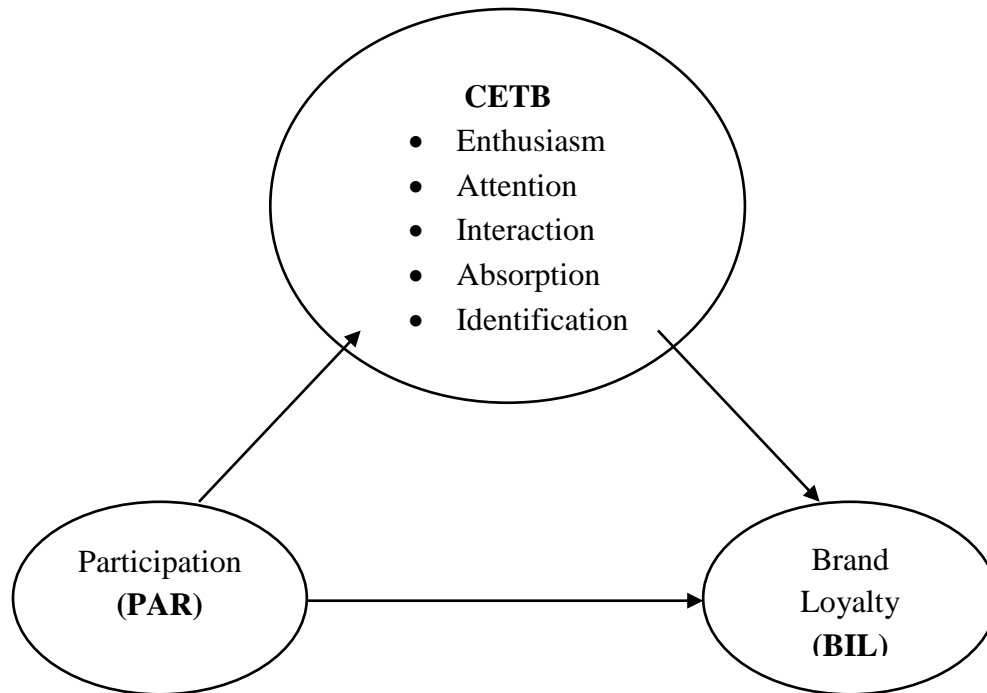 CETB
• Enthusiasm
• Attention
• Interaction
• Absorption
• Identification
Participation
(PAR)
Brand
Loyalty
(BIL)